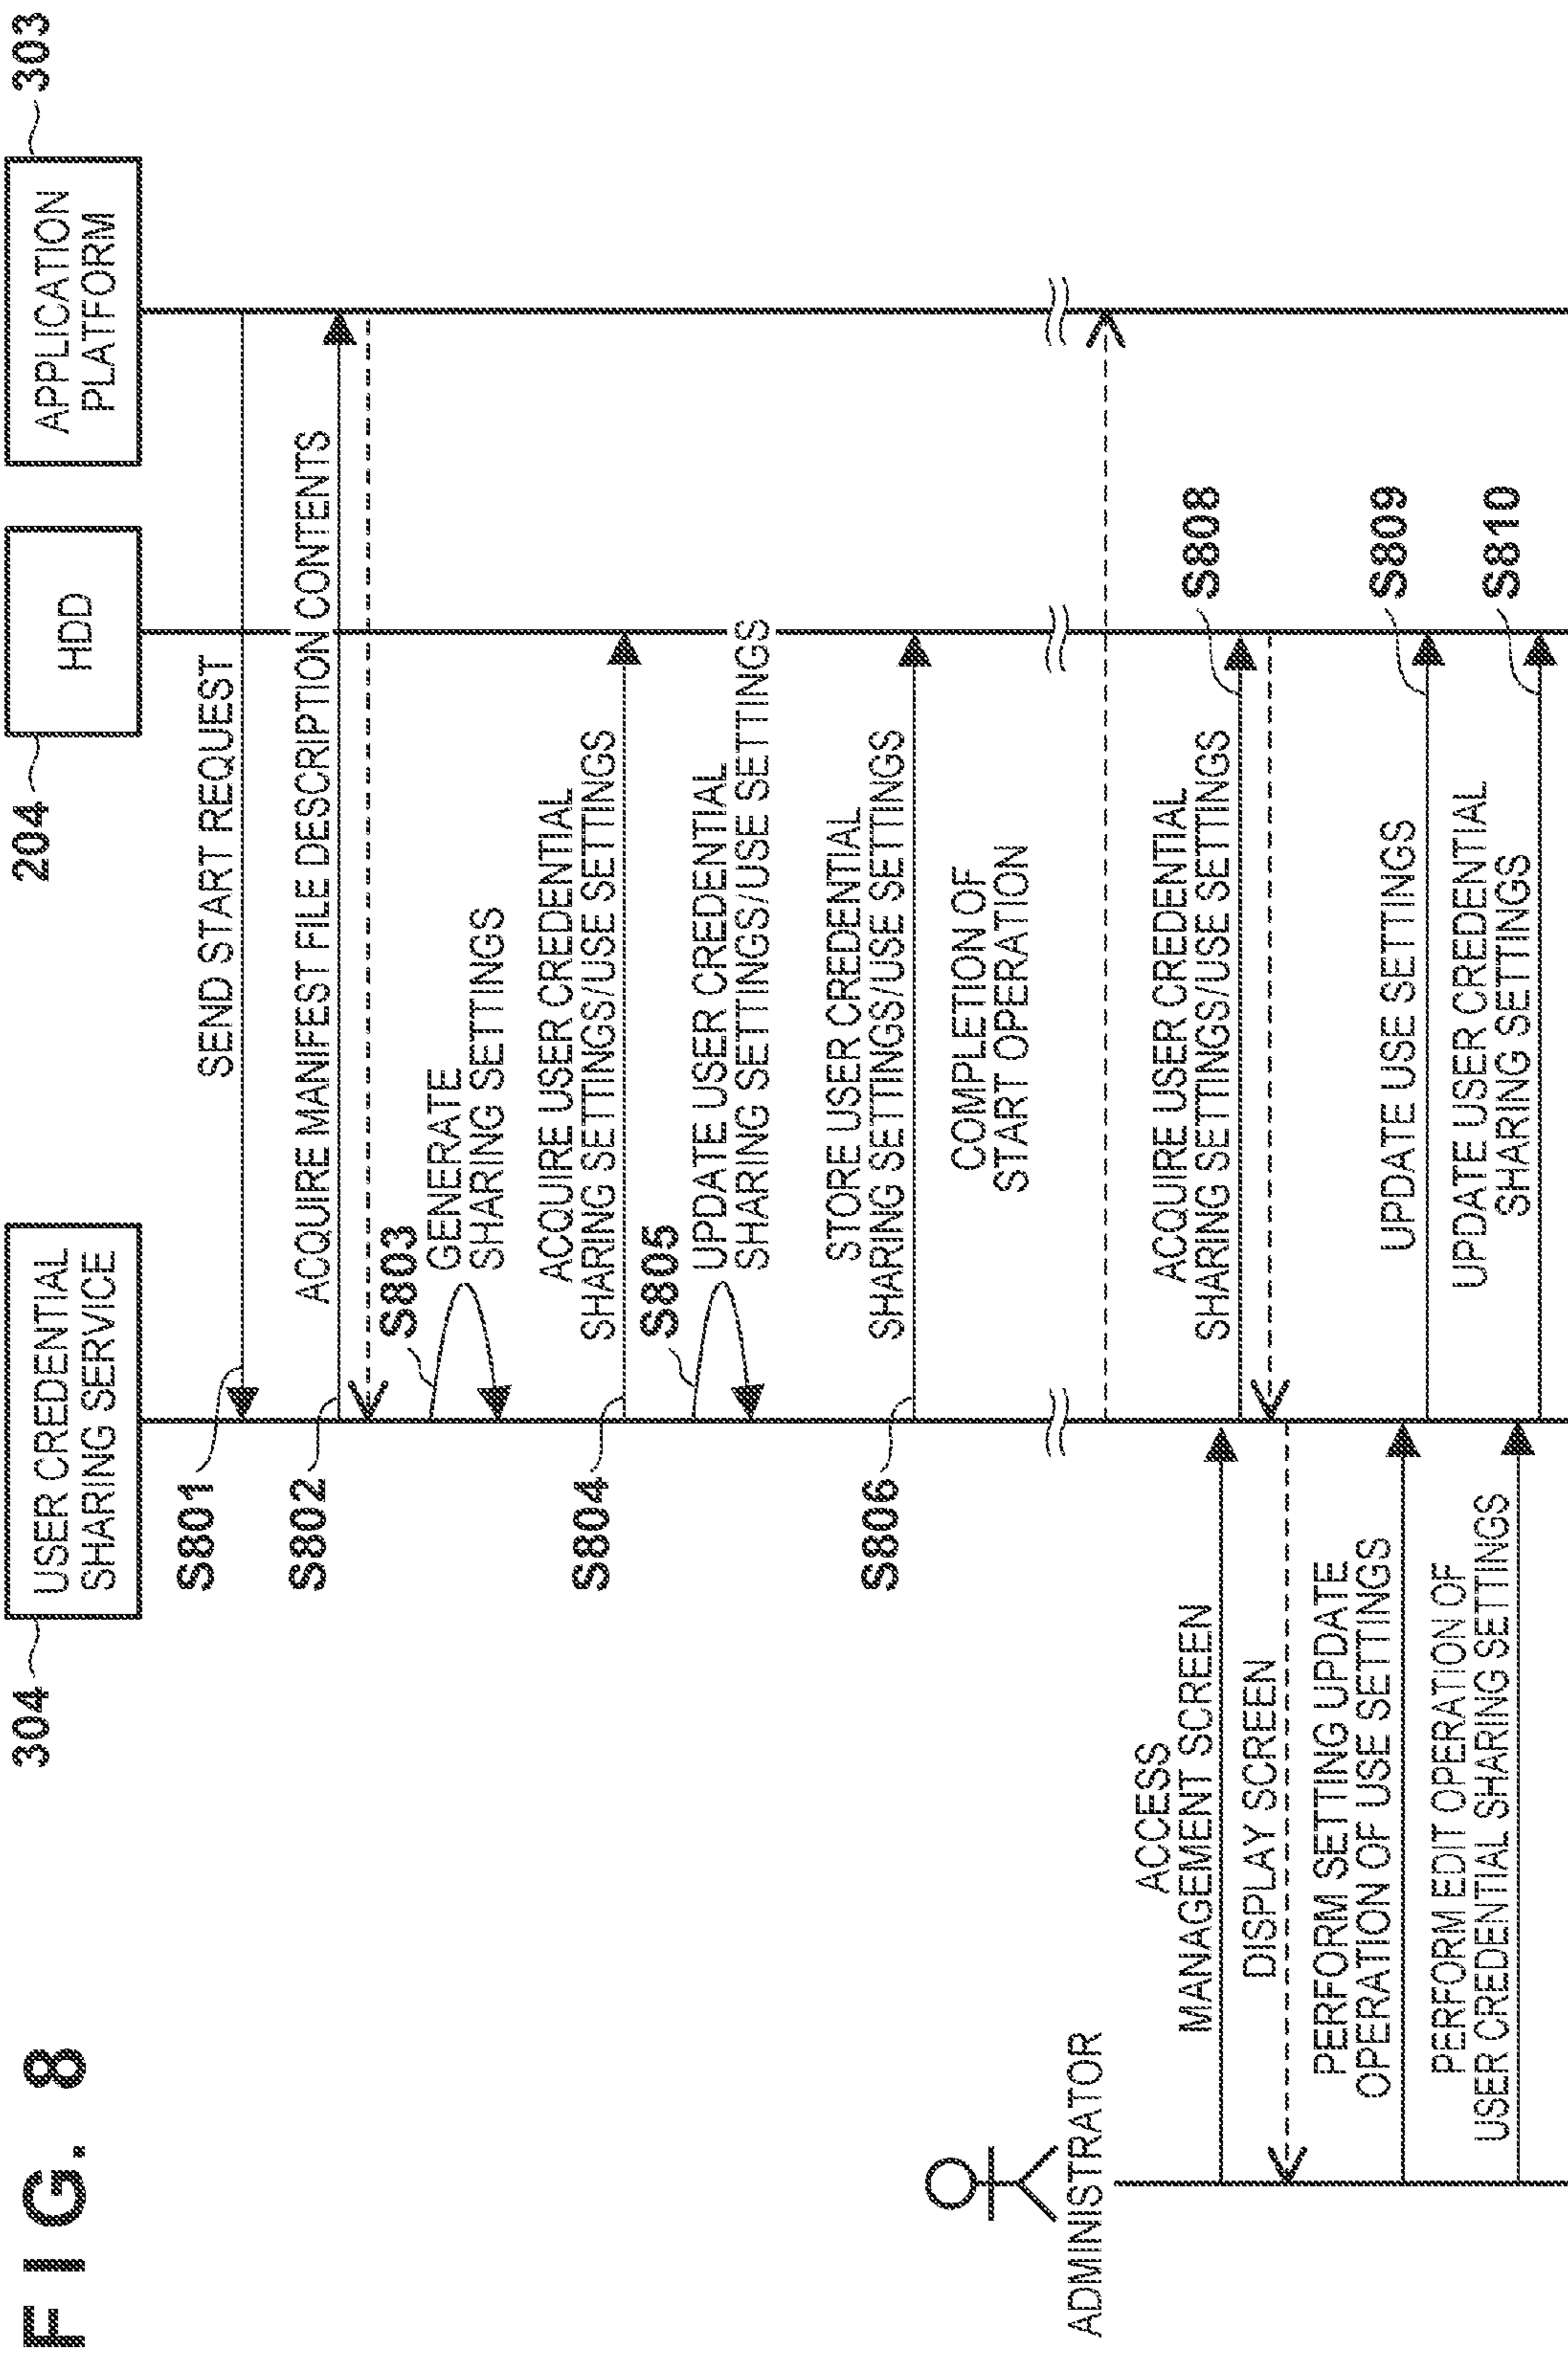 FIG. 8
304
USER CREDENTIAL
SHARING SERVICE
204
HDD
303
APPLICATION
PLATFORM
S801
SEND START REQUEST
S802
ACQUIRE MANIFEST FILE DESCRIPTION CONTENTS
S803
GENERATE
SHARING SETTINGS
S804
ACQUIRE USER CREDENTIAL
SHARING SETTINGS/USE SETTINGS
S805
UPDATE USER CREDENTIAL
SHARING SETTINGS/USE SETTINGS
S806
STORE USER CREDENTIAL
SHARING SETTINGS/USE SETTINGS
COMPLETION OF
START OPERATION
ADMINISTRATOR
ACCESS
MANAGEMENT SCREEN
ACQUIRE USER CREDENTIAL
SHARING SETTINGS/USE SETTINGS
S808
DISPLAY SCREEN
PERFORM SETTING UPDATE
OPERATION OF USE SETTINGS
UPDATE USE SETTINGS
S809
PERFORM EDIT OPERATION OF
USER CREDENTIAL SHARING SETTINGS
UPDATE USER CREDENTIAL
SHARING SETTINGS
S810